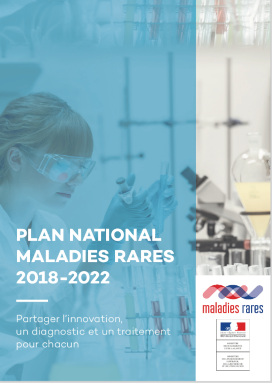 PLAN NATIONAL
MALADIES RARES
2018-2022
Partager l'innovation,
un diagnostic et un traitement
pour chacun
maladies rares